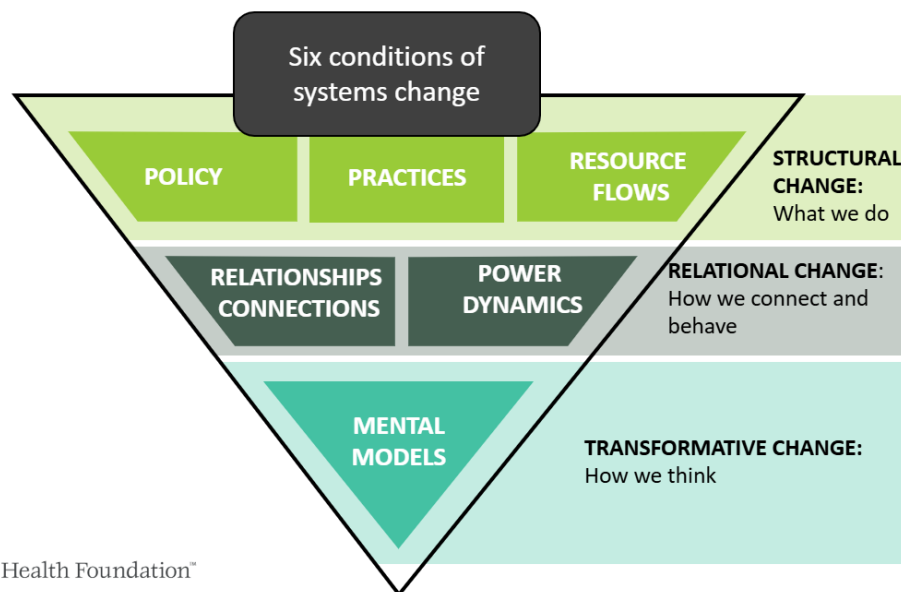 Six conditions of
systems change
POLICY
PRACTICES
RESOURCE
FLOWS
STRUCTURAL
CHANGE:
What we do
RELATIONSHIPS
CONNECTIONS
POWER
DYNAMICS
RELATIONAL CHANGE:
How we connect and
behave
MENTAL
MODELS
TRANSFORMATIVE CHANGE:
How we think
Health Foundation™